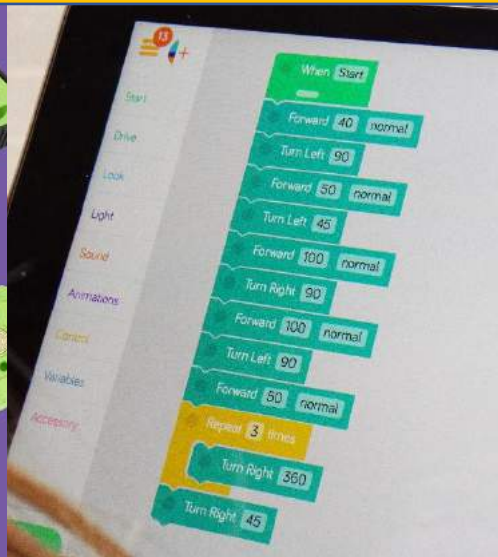 13
Start
Drive
Look
Light
Sound
Animations
Control
Variables
Accessory
When Start
Forward 40 normal
Turn Left 90
Forward 50 normal
Turn Left 45
Forward 100 normal
Turn Right 90
Forward 100 normal
Turn Left 90
Forward 50 normal
Repeat 3 times
Turn Right 360
Turn Right 45